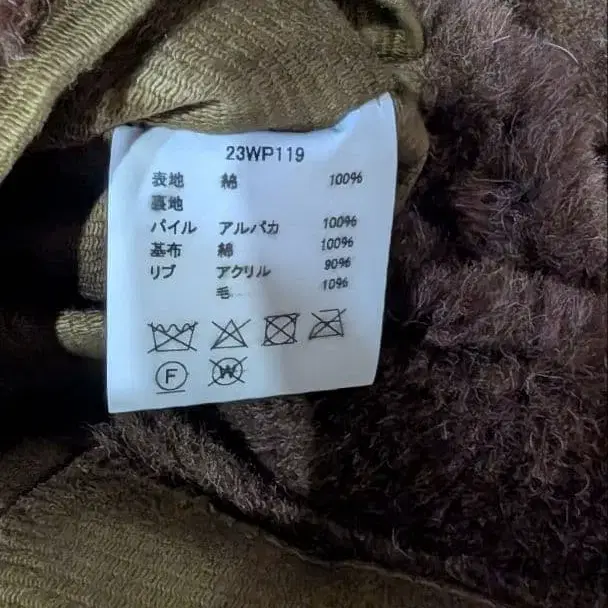 23WP119
表地 綿 100%
裏地
パイル アルパカ 100%
基布 綿 100%
リブ アクリル 90%
毛 10%
F W